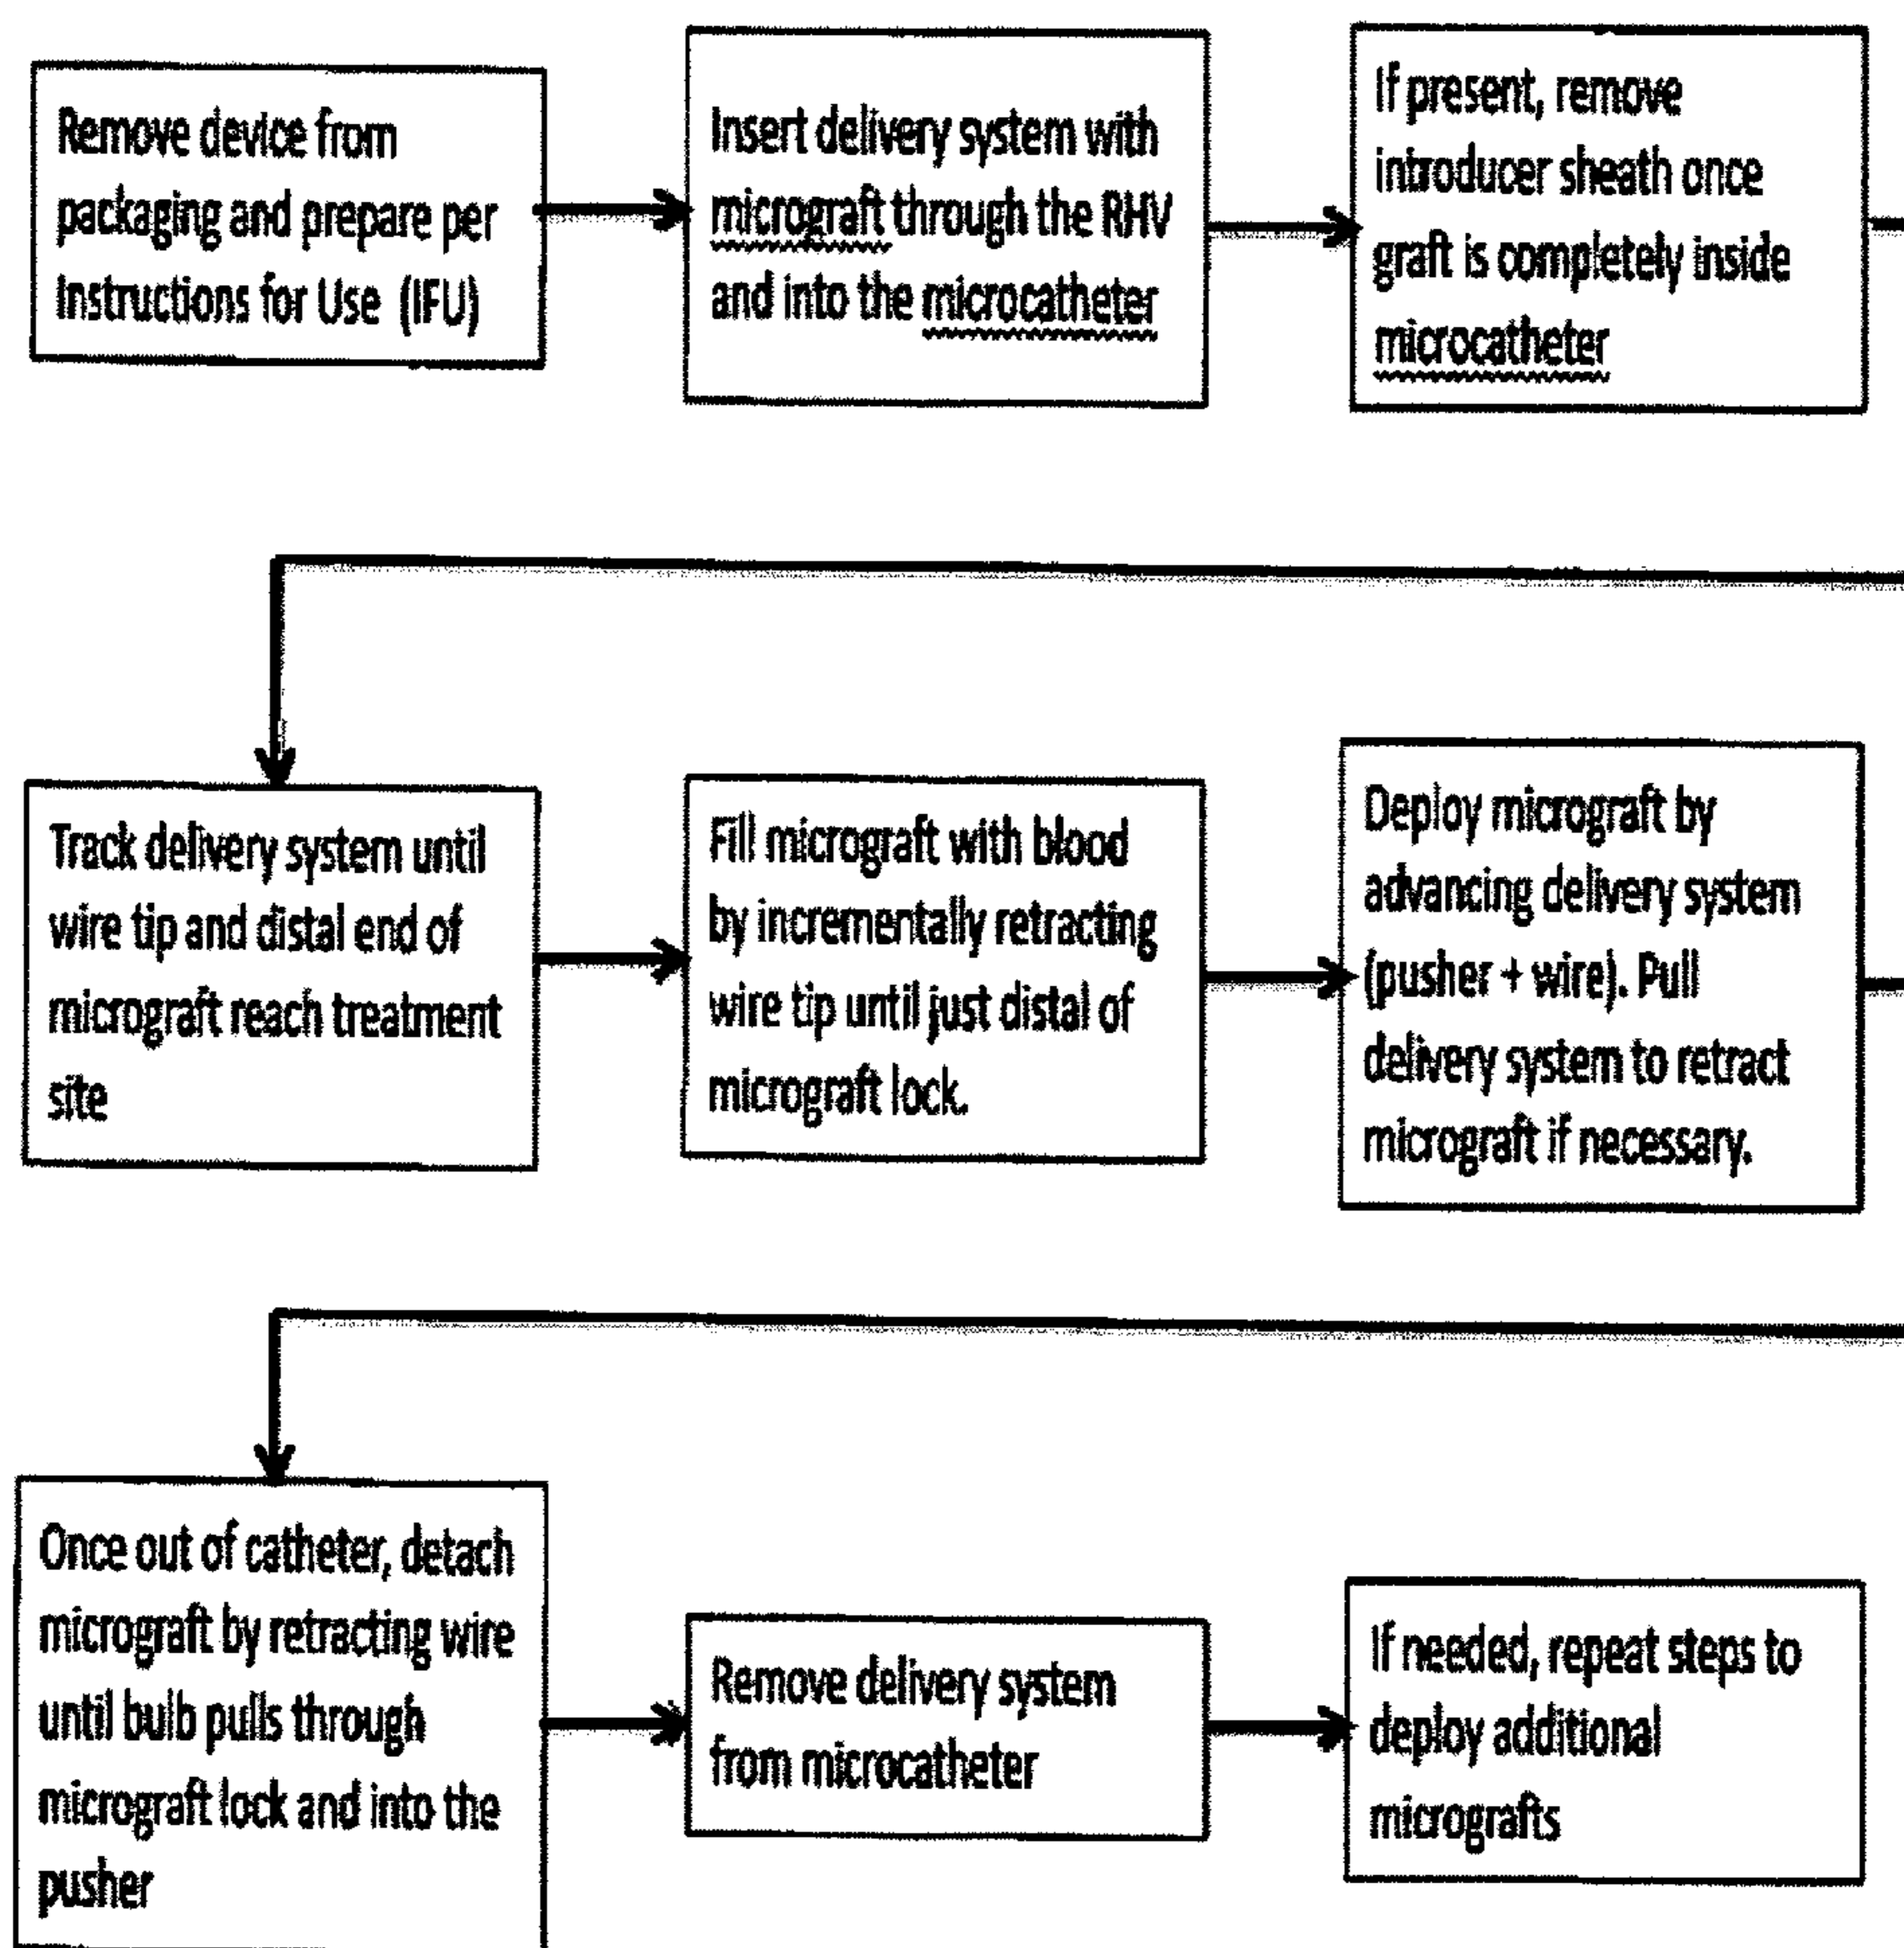 Remove device from
packaging and prepare per
Instructions for Use (IFU)
Insert delivery system with
micrograft through the RHV
and into the microcatheter
If present, remove
introducer sheath once
graft is completely inside
microcatheter
Track delivery system until
wire tip and distal end of
micrograft reach treatment
site
Fill micrograft with blood
by incrementally retracting
wire tip until just distal of
micrograft lock.
Deploy micrograft by
advancing delivery system
(pusher + wire). Pull
delivery system to retract
micrograft if necessary.
Once out of catheter, detach
micrograft by retracting wire
until bulb pulls through
micrograft lock and into the
pusher
Remove delivery system
from microcatheter
If needed, repeat steps to
deploy additional
micrografts